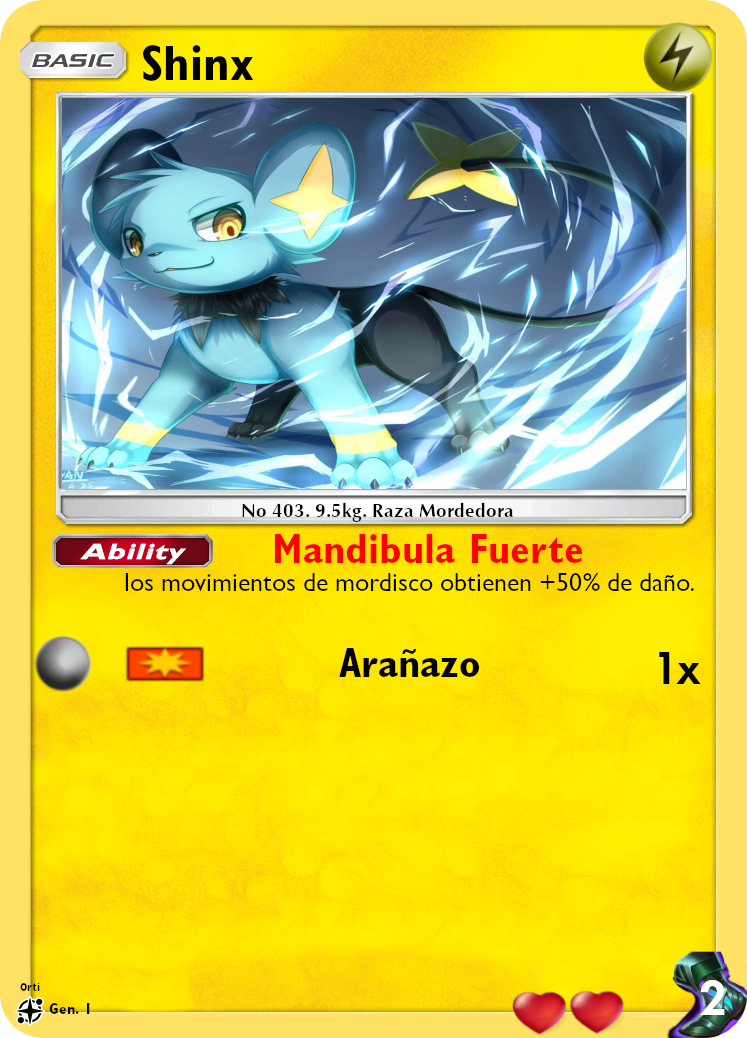 BASIC
Shinx
No 403. 9.5kg. Raza Mordedora
Ability
Mandibula Fuerte
los movimientos de mordisco obtienen +50% de daño.
Arañazo
1x
Orti
Gen. 1
2